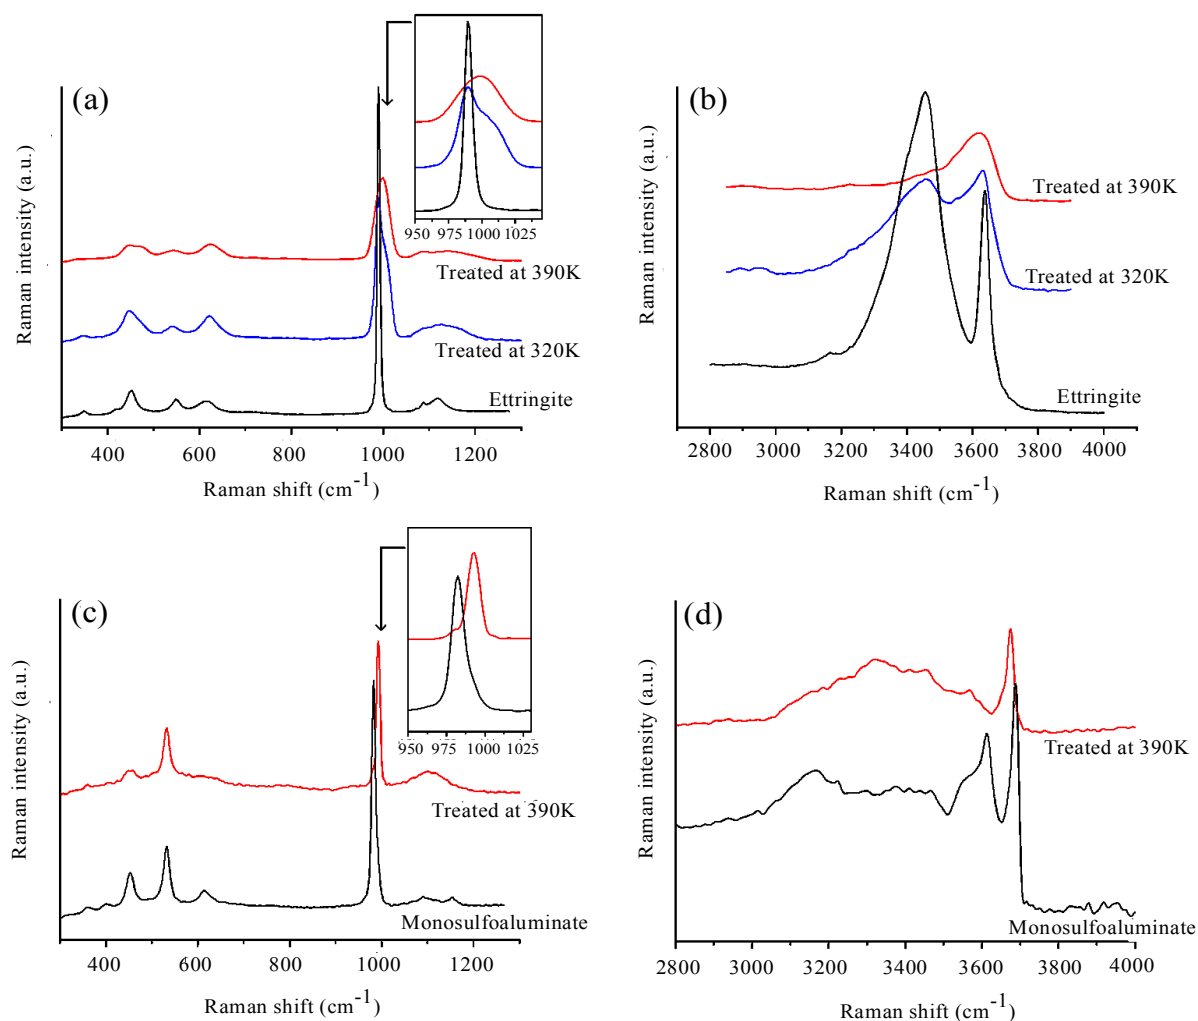 (a)
Raman intensity (a.u.)
950 975 1000 1025
Treated at 390K
Treated at 320K
Ettringite
400 600 800 1000 1200
Raman shift (cm-1)
(b)
Raman intensity (a.u.)
Treated at 390K
Treated at 320K
Ettringite
2800 3000 3200 3400 3600 3800 4000
Raman shift (cm-1)
(c)
Raman intensity (a.u.)
950 975 1000 1025
Treated at 390K
Monosulfoaluminate
400 600 800 1000 1200
Raman shift (cm-1)
(d)
Raman intensity (a.u.)
Treated at 390K
Monosulfoaluminate
2800 3000 3200 3400 3600 3800 4000
Raman shift (cm-1)